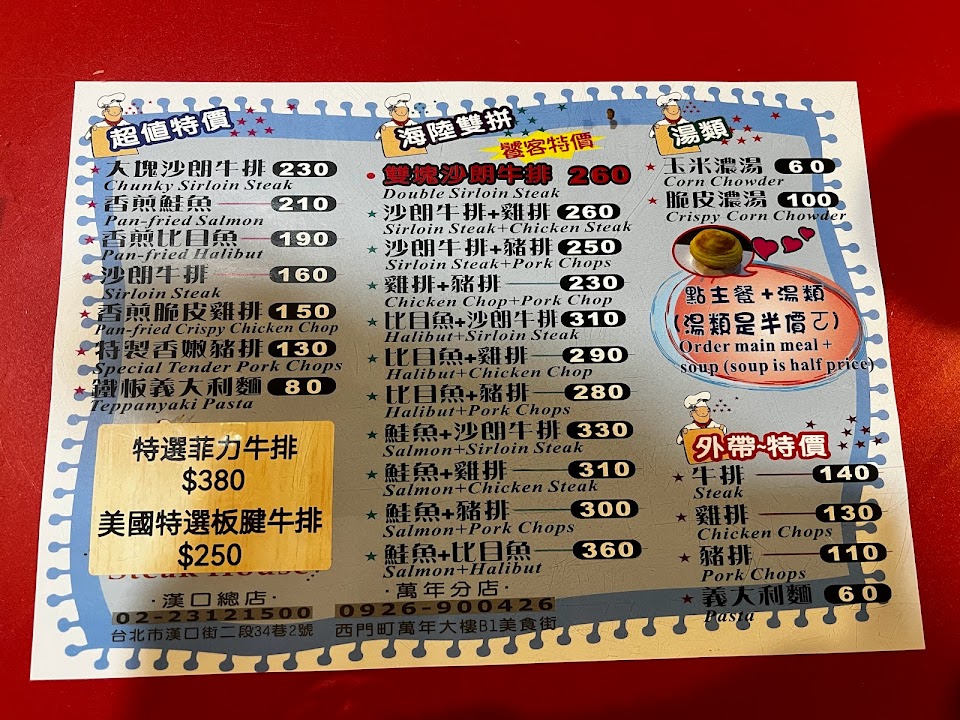 超值特價
大塊沙朗牛排 230
Chunky Sirloin Steak
香煎鮭魚 210
Pan-fried Salmon
香煎比目魚 190
Pan-fried Halibut
沙朗牛排 160
Sirloin Steak
香煎脆皮雞排 150
Pan-fried Crispy Chicken Chop
特製香嫩豬排 130
Special Tender Pork Chops
鐵板義大利麵 80
Teppanyaki Pasta
特選菲力牛排
$380
美國特選板腱牛排
$250
Steak House
·漢口總店·
02-23121500
台北市漢口街二段34巷2號
海陸雙拼
饕客特價
雙塊沙朗牛排 260
Double Sirloin Steak
沙朗牛排+雞排 260
Sirloin Steak+Chicken Steak
沙朗牛排+豬排 250
Sirloin Steak+Pork Chops
雞排+豬排 230
Chicken Chop+Pork Chop
比目魚+沙朗牛排 310
Halibut+Sirloin Steak
比目魚+雞排 290
Halibut+Chicken Chop
比目魚+豬排 280
Halibut+Pork Chops
鮭魚+沙朗牛排 330
Salmon+Sirloin Steak
鮭魚+雞排 310
Salmon+Chicken Steak
鮭魚+豬排 300
Salmon+Pork Chops
鮭魚+比目魚 360
Salmon+Halibut
·萬年分店·
0926-900426
西門町萬年大樓B1美食街
湯類
玉米濃湯 60
Corn Chowder
脆皮濃湯 100
Crispy Corn Chowder
點主餐+湯類
(湯類是半價ㄛ)
Order main meal +
soup (soup is half price)
外帶~特價
牛排 140
Steak
雞排 130
Chicken Chops
豬排 110
Pork Chops
義大利麵 60
Pasta